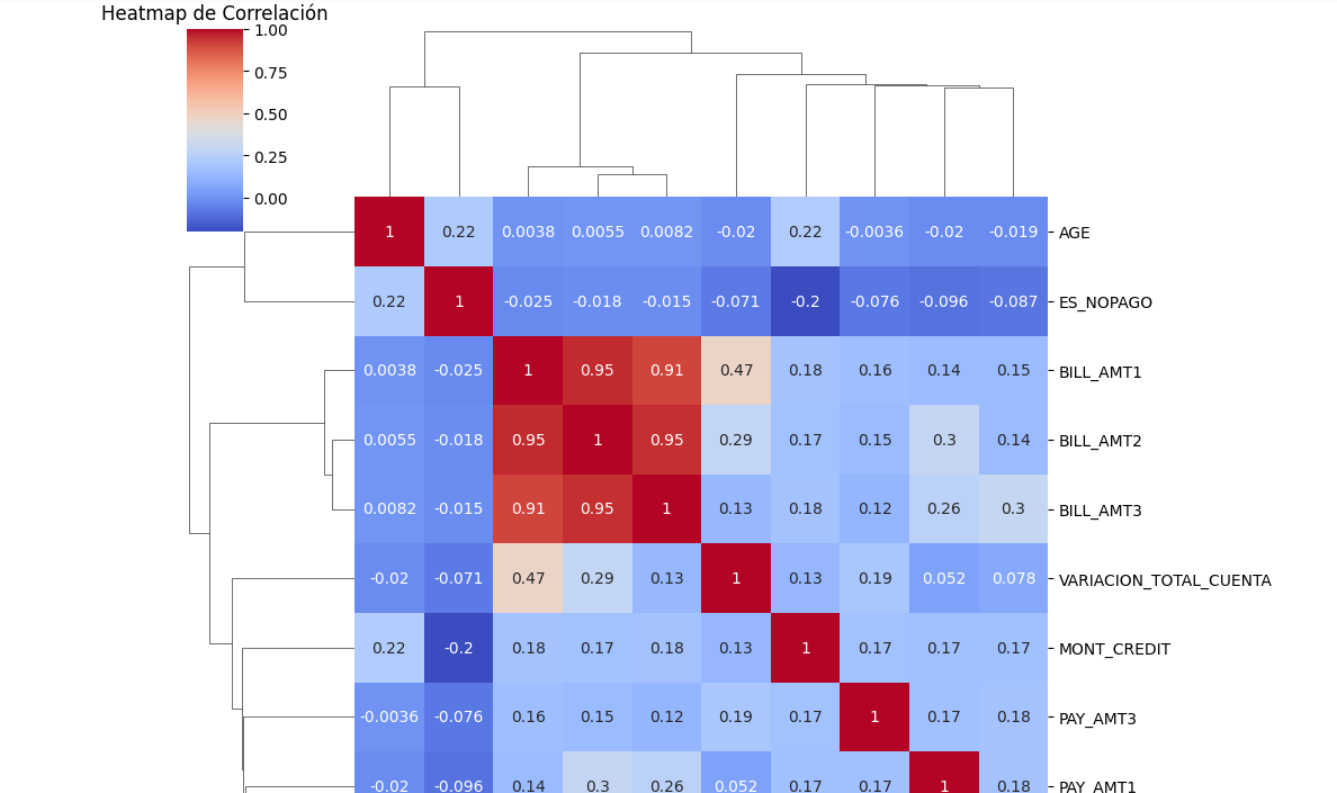 Heatmap de Correlación
1.00
0.75
0.50
0.25
0.00
1 0.22 0.0038 0.0055 0.0082 -0.02 0.22 -0.0036 -0.02 -0.019 AGE
0.22 1 -0.025 -0.018 -0.015 -0.071 -0.2 -0.076 -0.096 -0.087 ES_NOPAGO
0.0038 -0.025 1 0.95 0.91 0.47 0.18 0.16 0.14 0.15 BILL_AMT1
0.0055 -0.018 0.95 1 0.95 0.29 0.17 0.15 0.3 0.14 BILL_AMT2
0.0082 -0.015 0.91 0.95 1 0.13 0.18 0.12 0.26 0.3 BILL_AMT3
-0.02 -0.071 0.47 0.29 0.13 1 0.13 0.19 0.052 0.078 VARIACION_TOTAL_CUENTA
0.22 -0.2 0.18 0.17 0.18 0.13 1 0.17 0.17 0.17 MONT_CREDIT
-0.0036 -0.076 0.16 0.15 0.12 0.19 0.17 1 0.17 0.18 PAY_AMT3
-0.02 -0.096 0.14 0.3 0.26 0.052 0.17 0.17 1 0.18 PAY_AMT1